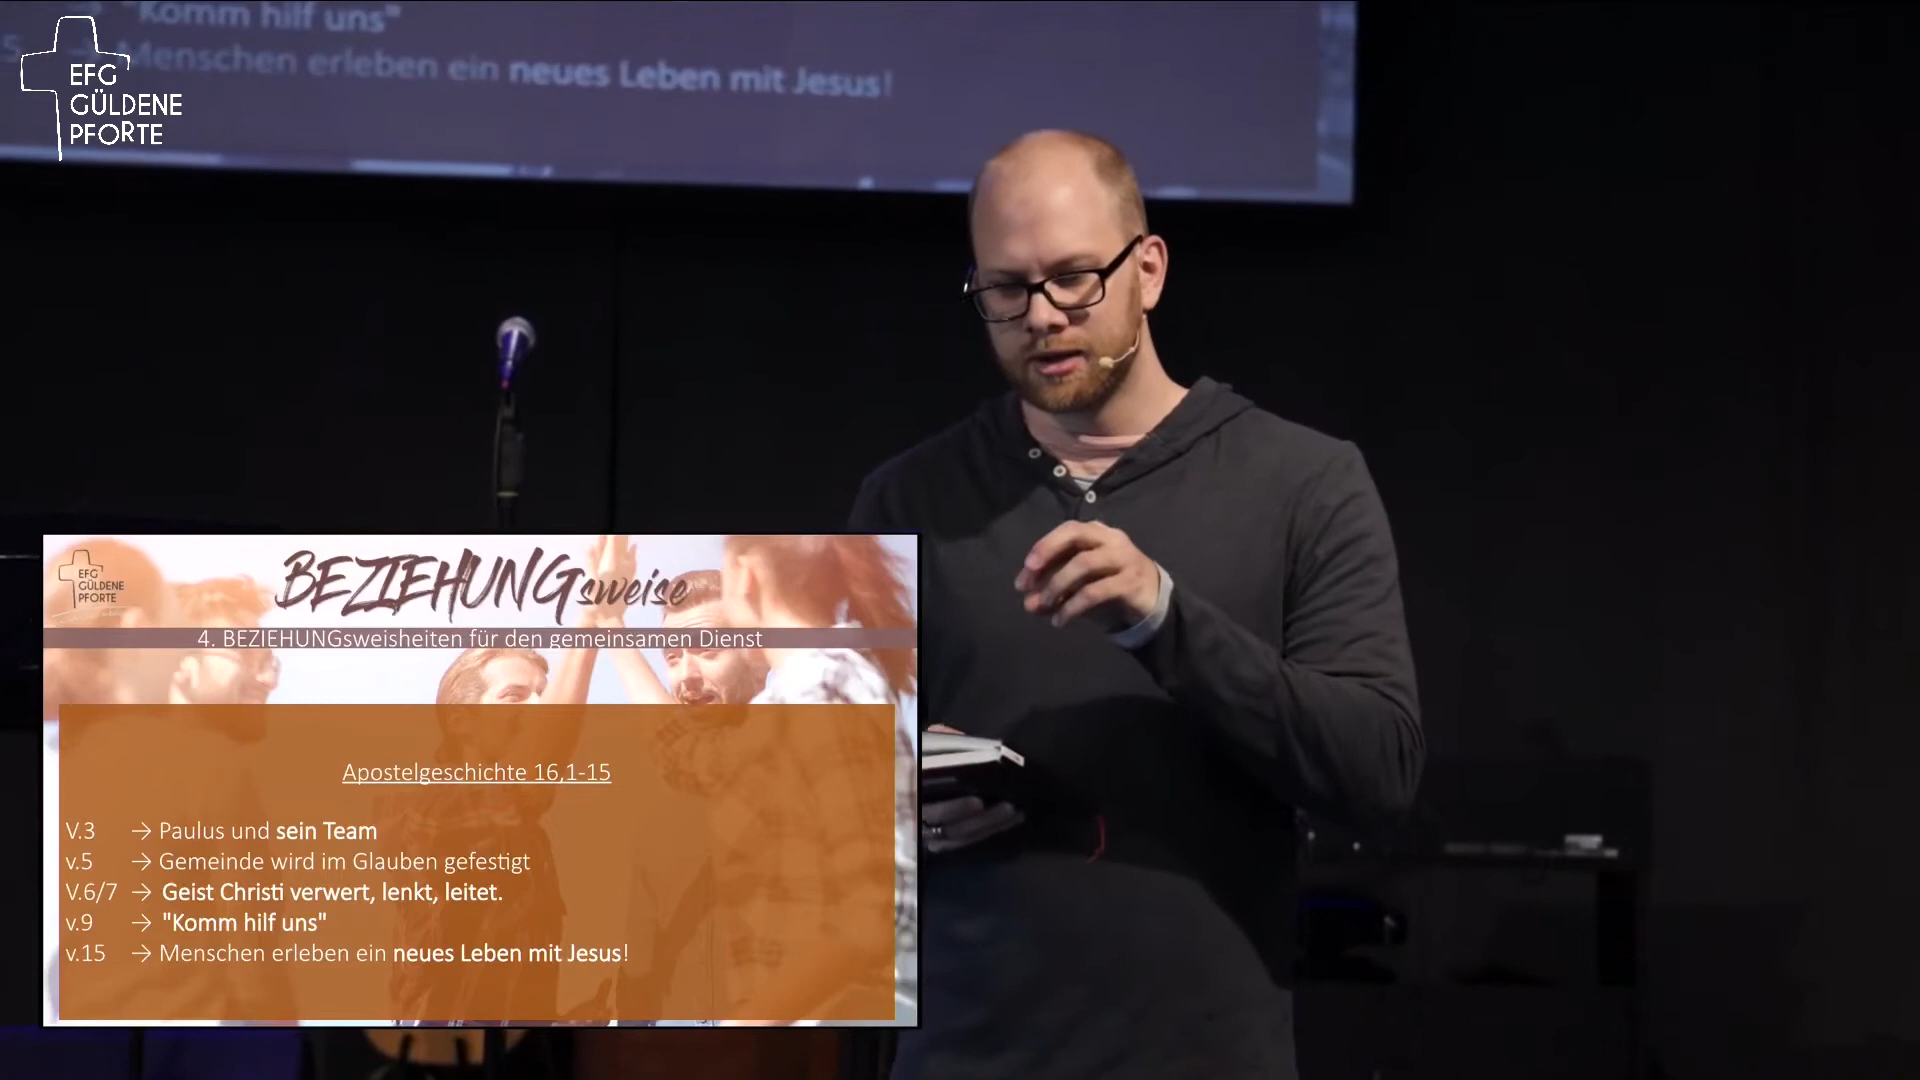 "Komm hilf uns"
Menschen erleben ein neues Leben mit Jesus!
EFG
GÜLDENE
PFORTE
EFG
GÜLDENE
PFORTE
BEZIEHUNGsweise
4. BEZIEHUNGsweisheiten für den gemeinsamen Dienst
Apostelgeschichte 16,1-15
V.3 → Paulus und sein Team
v.5 → Gemeinde wird im Glauben gefestigt
V.6/7 → Geist Christi verwert, lenkt, leitet.
v.9 → "Komm hilf uns"
v.15 → Menschen erleben ein neues Leben mit Jesus!